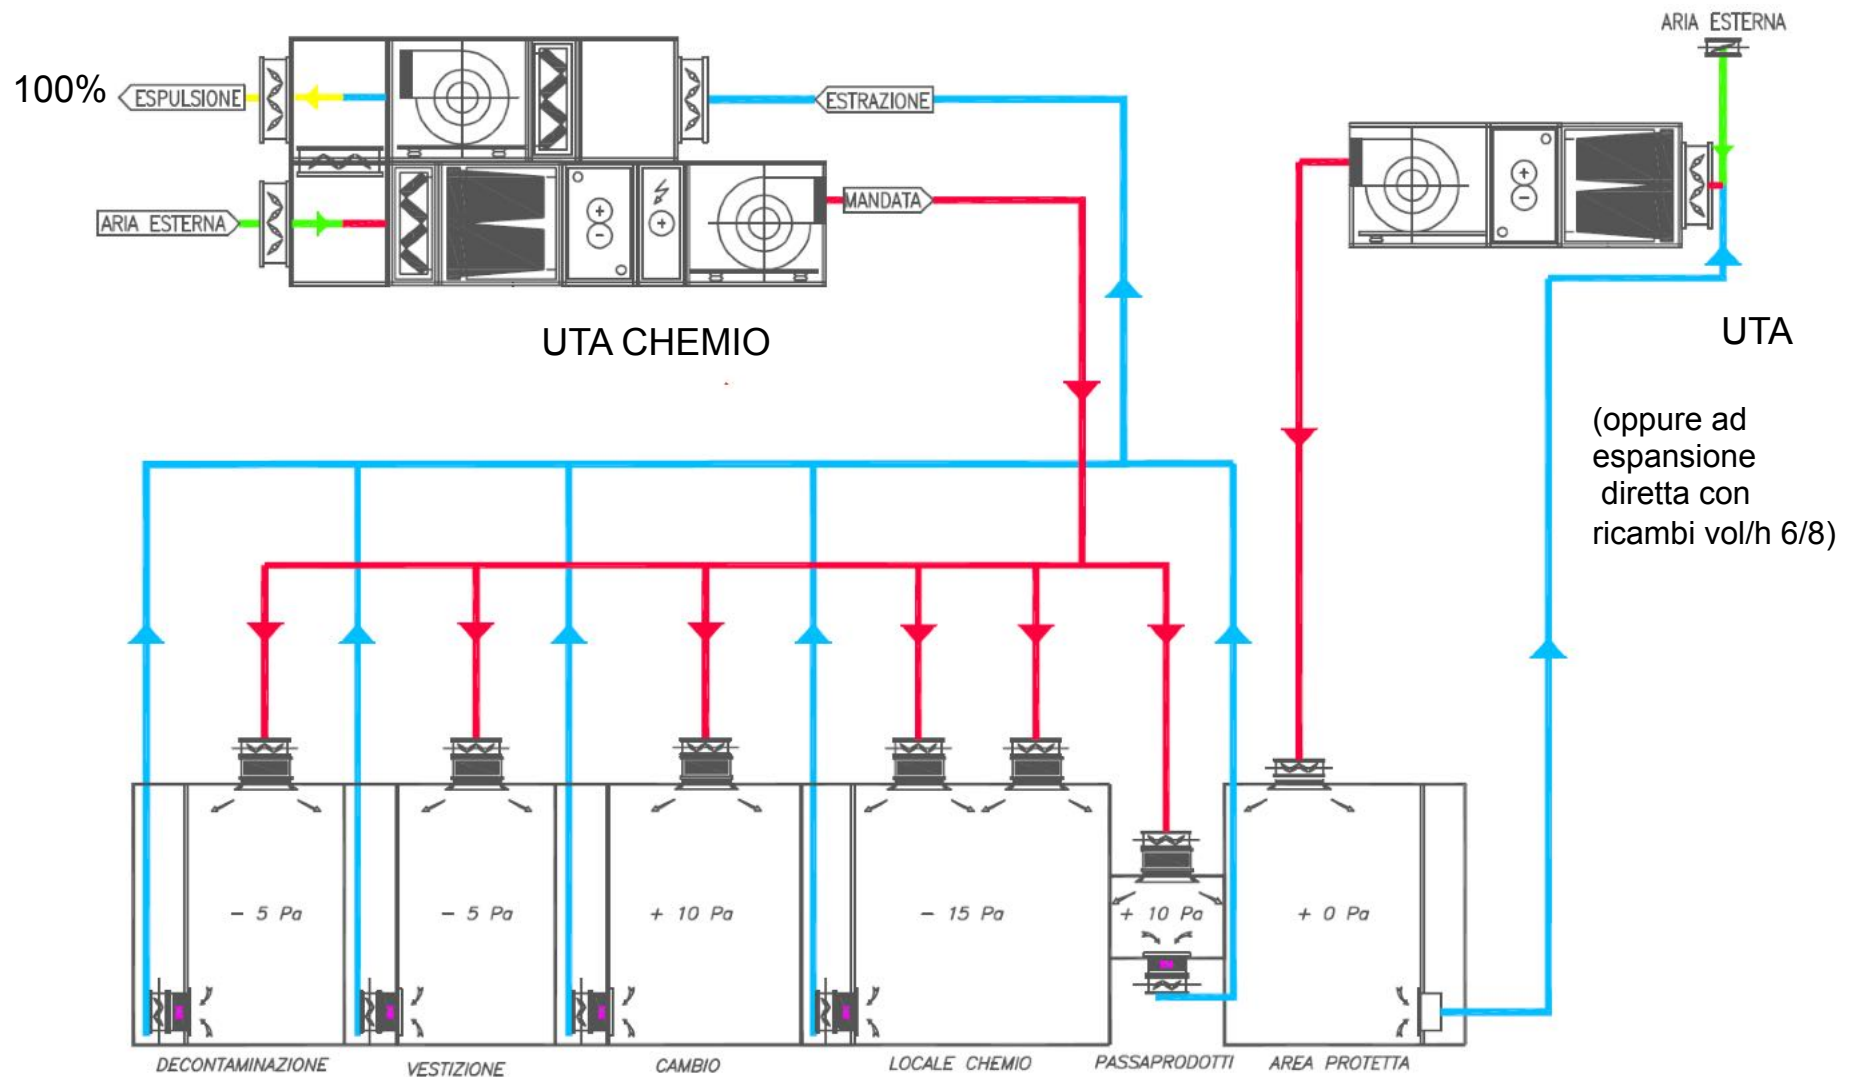 ARIA ESTERNA
100%
ESPULSIONE
ESTRAZIONE
ARIA ESTERNA
MANDATA
UTA CHEMIO
UTA
(oppure ad
espansione
diretta con
ricambi vol/h 6/8)
- 5 Pa
- 5 Pa
+ 10 Pa
- 15 Pa
+ 10 Pa
+ 0 Pa
DECONTAMINAZIONE
VESTIZIONE
CAMBIO
LOCALE CHEMIO
PASSAPRODOTTI
AREA PROTETTA